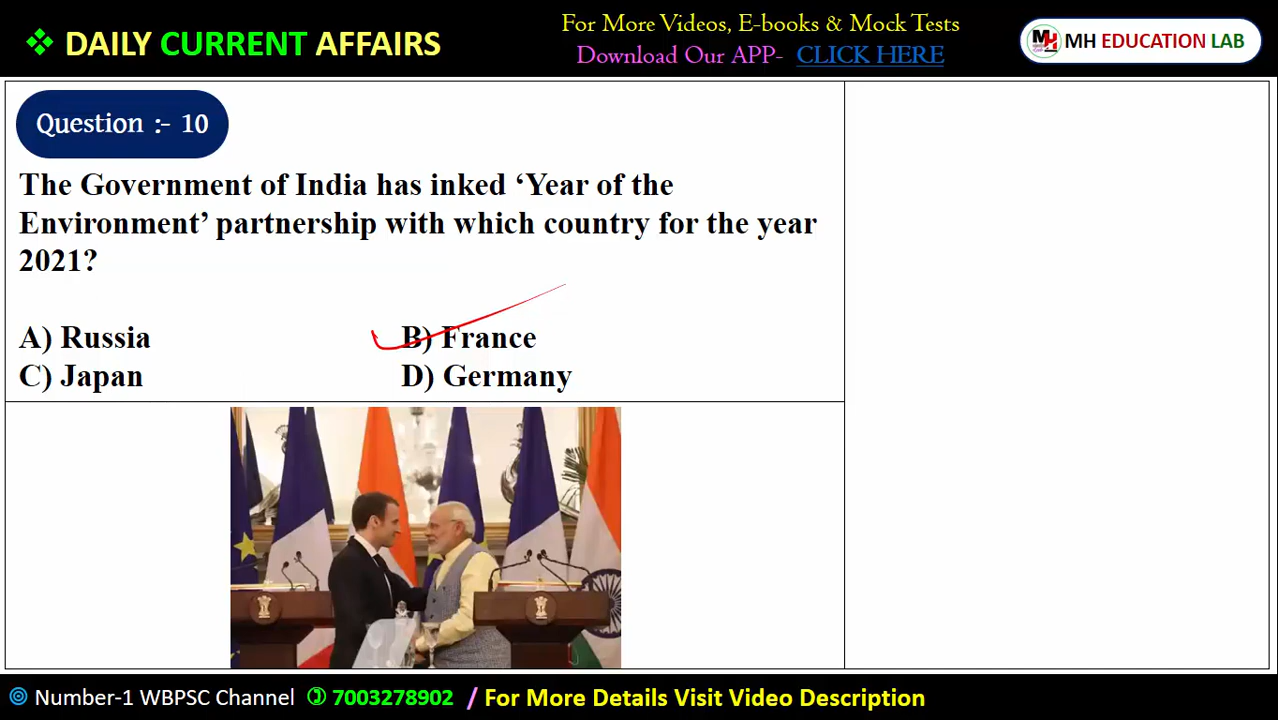 DAILY CURRENT AFFAIRS
For More Videos, E-books & Mock Tests
Download Our APP- CLICK HERE
MH EDUCATION LAB
Question :- 10
The Government of India has inked ‘Year of the
Environment’ partnership with which country for the year
2021?
A) Russia B) France
C) Japan D) Germany
Number-1 WBPSC Channel 7003278902 / For More Details Visit Video Description